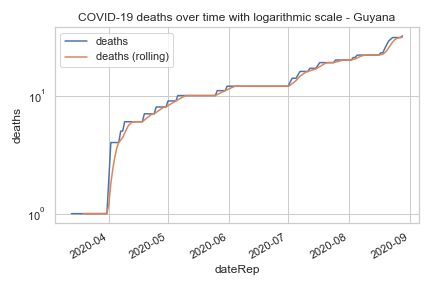 COVID-19 deaths over time with logarithmic scale - Guyana
deaths
deaths (rolling)
10¹
10⁰
deaths
2020-04
2020-05
2020-06
2020-07
2020-08
2020-09
dateRep